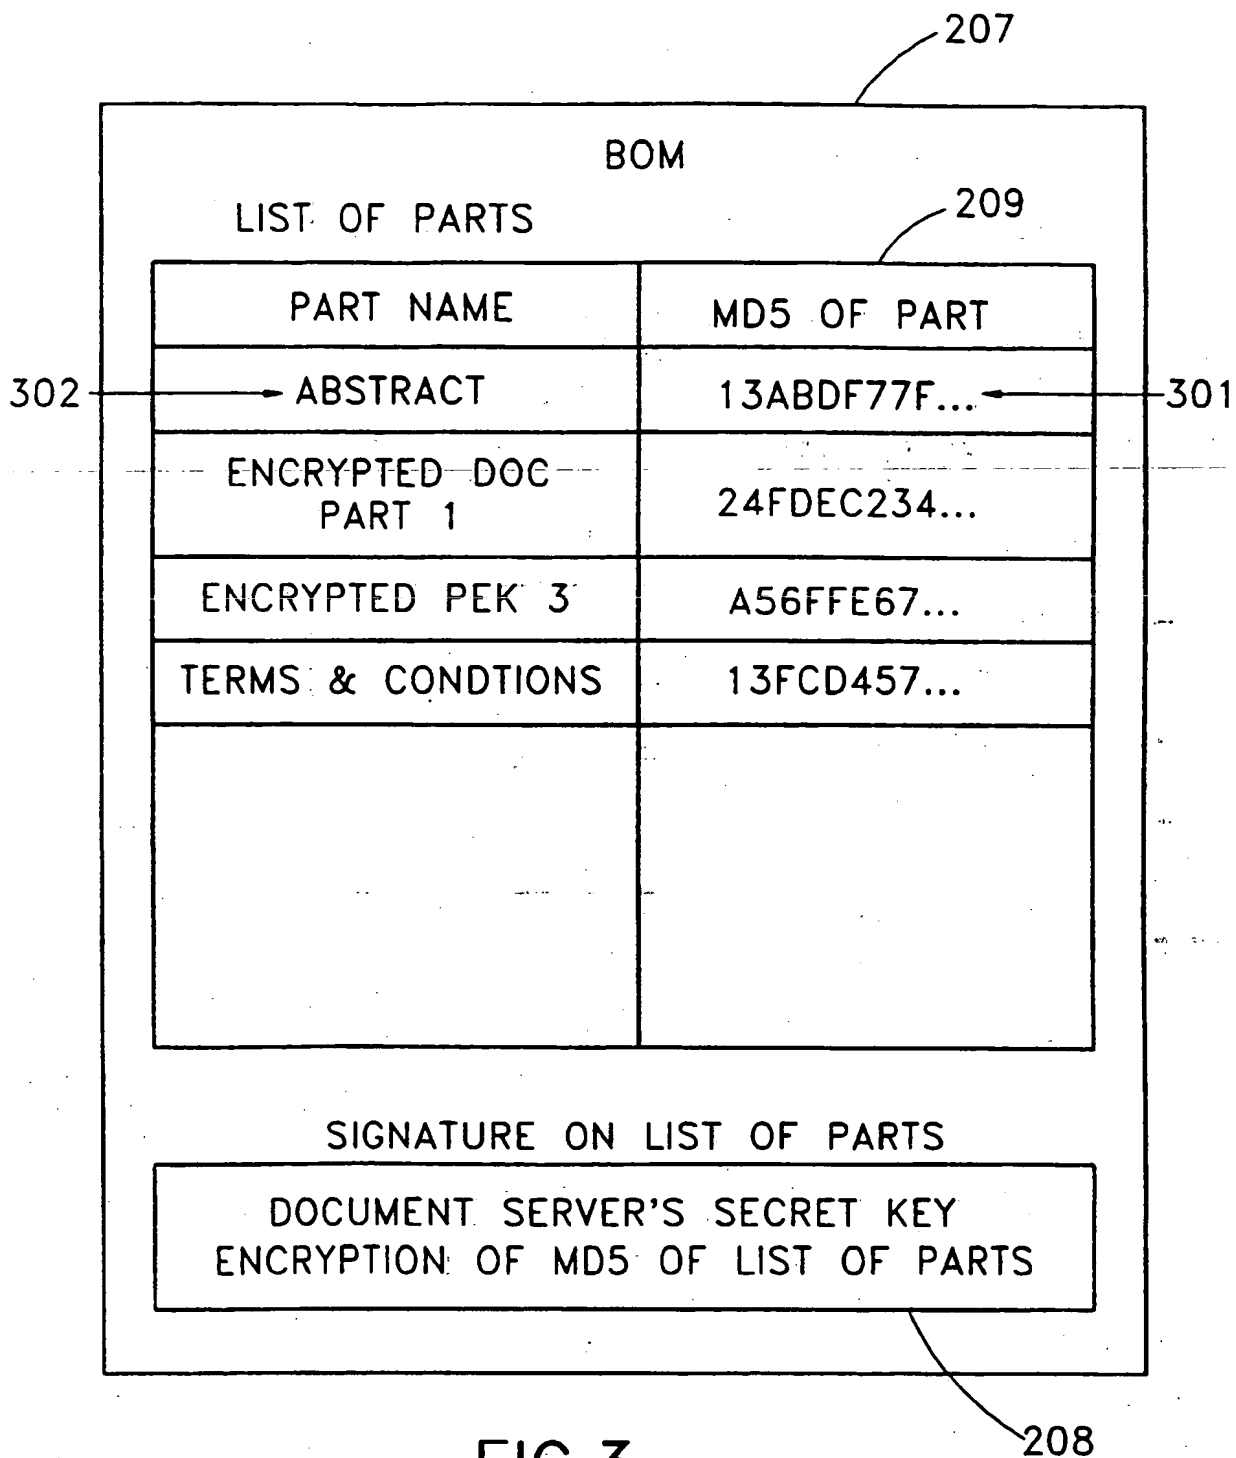 207
BOM
LIST OF PARTS
209
PART NAME
MD5 OF PART
302
ABSTRACT
13ABDF77F...
301
ENCRYPTED DOC
PART 1
24FDEC234...
ENCRYPTED PEK 3
A56FFE67...
TERMS & CONDTIONS
13FCD457...
SIGNATURE ON LIST OF PARTS
DOCUMENT SERVER'S SECRET KEY
ENCRYPTION OF MD5 OF LIST OF PARTS
208
FIG.3